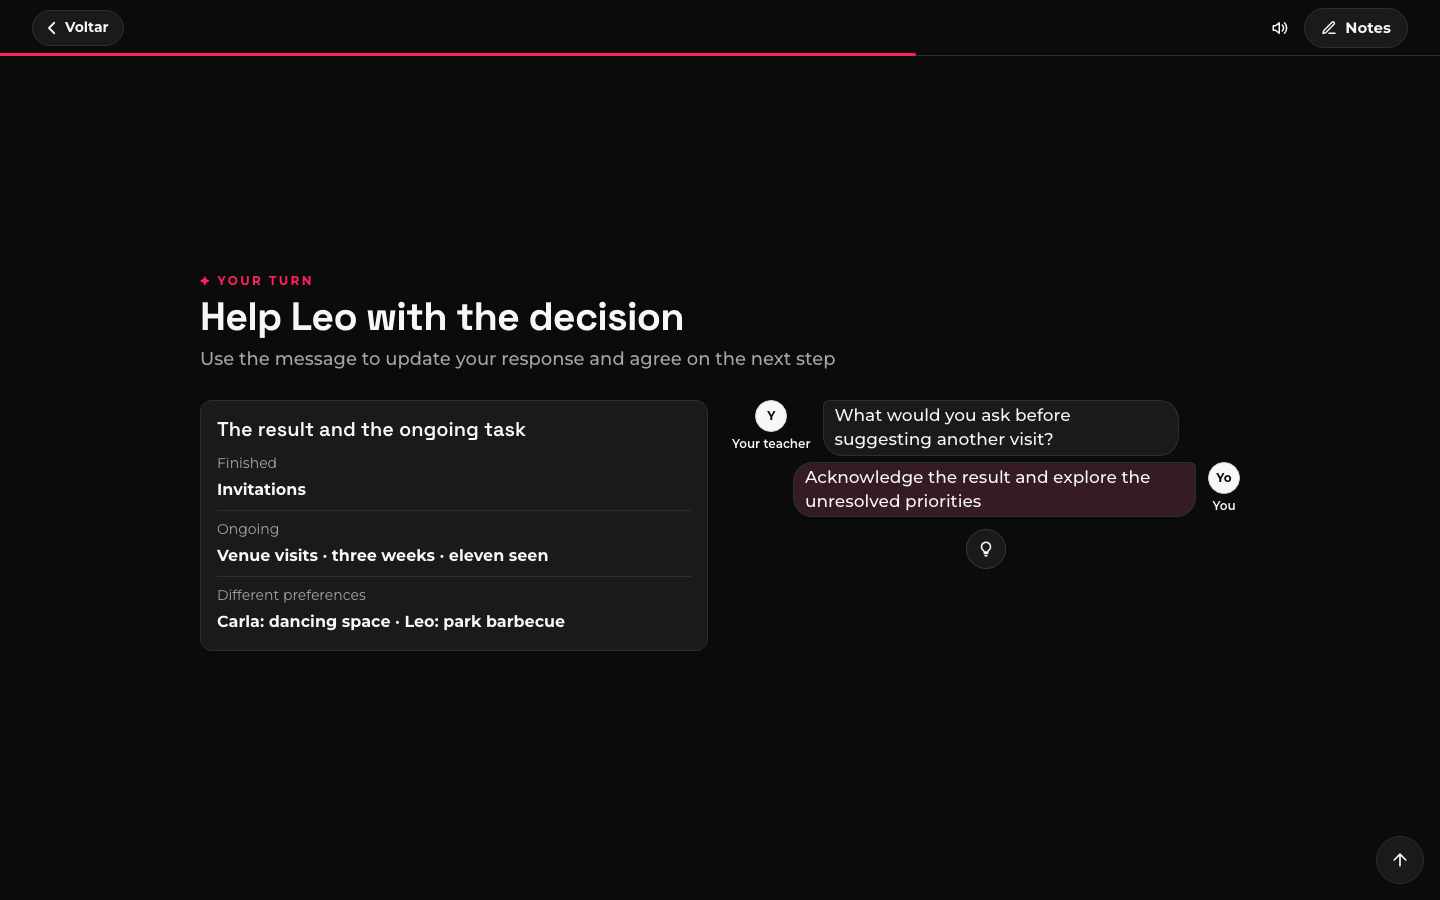 Voltar
Notes
YOUR TURN
Help Leo with the decision
Use the message to update your response and agree on the next step
The result and the ongoing task
Finished
Invitations
Ongoing
Venue visits · three weeks · eleven seen
Different preferences
Carla: dancing space · Leo: park barbecue
Y
Your teacher
What would you ask before
suggesting another visit?
Acknowledge the result and explore the
unresolved priorities
Yo
You